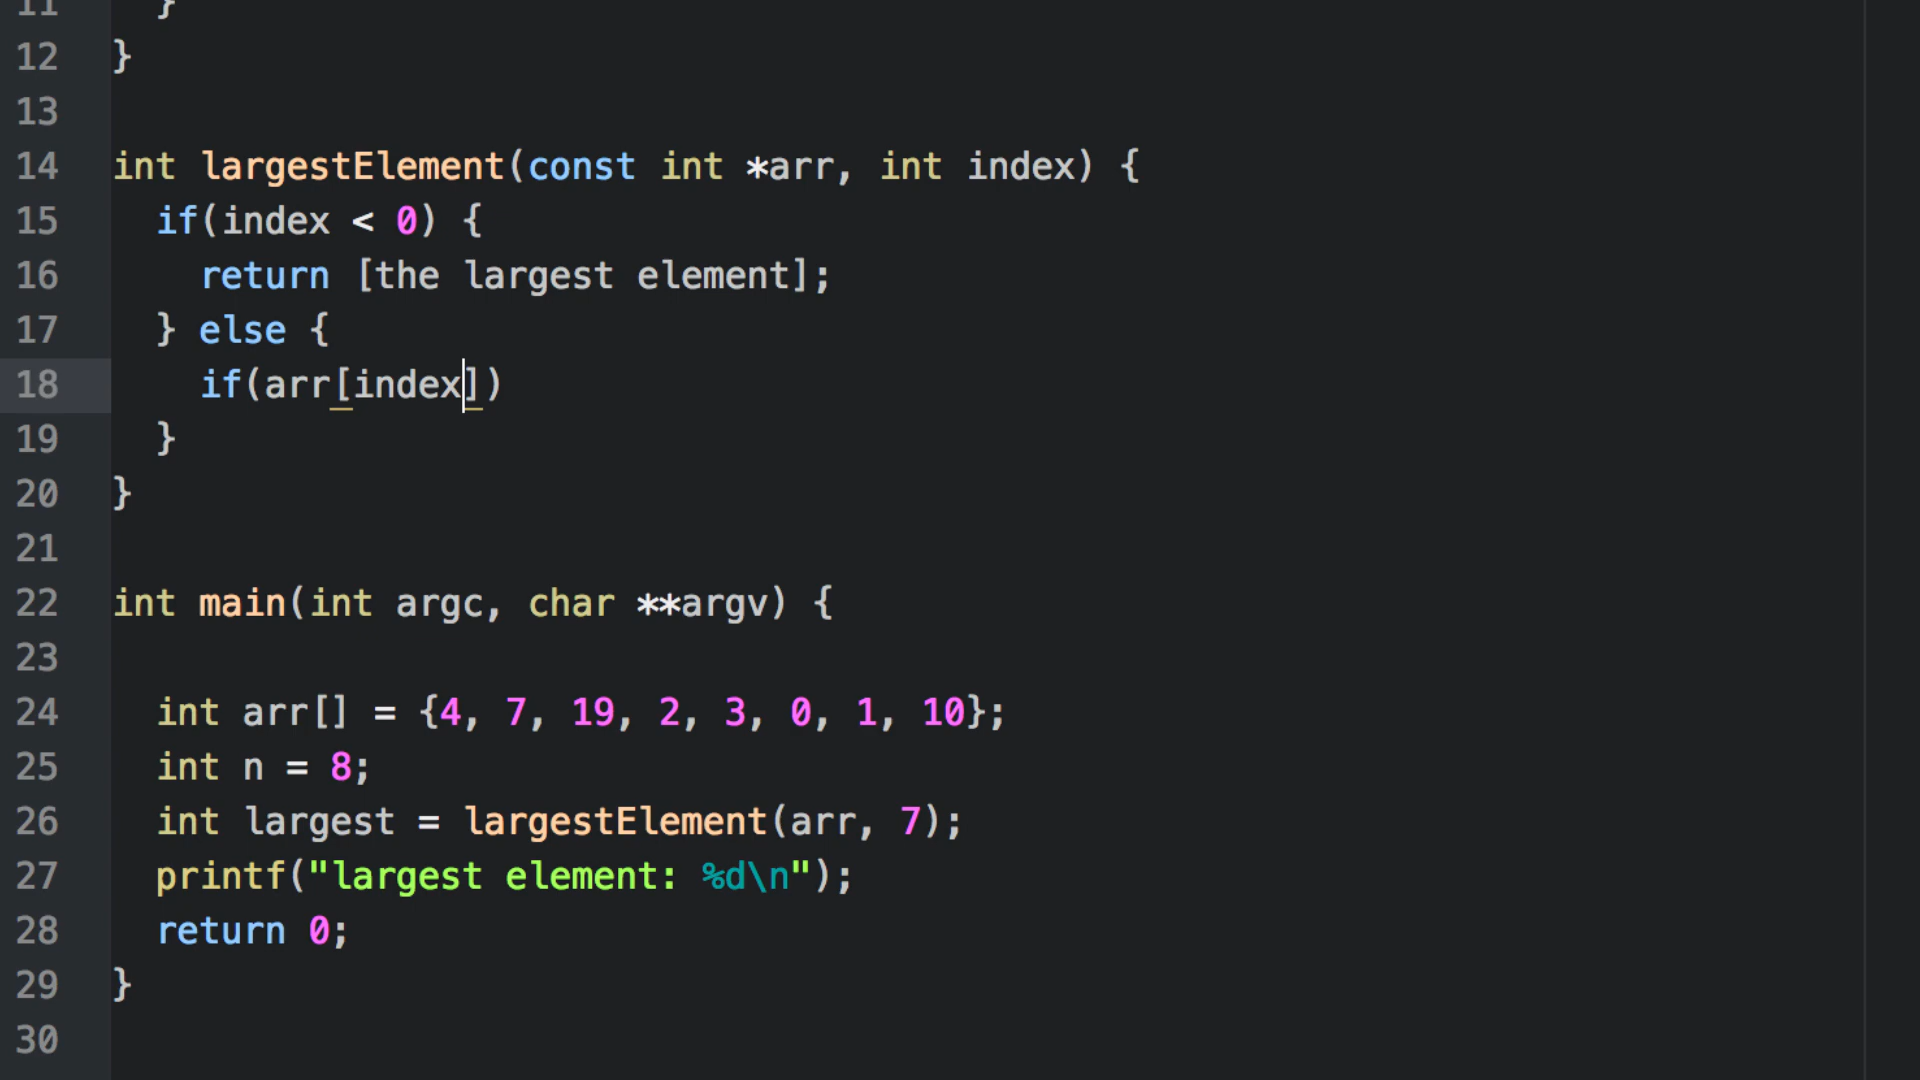 11   }
12 }
13
14 int largestElement(const int *arr, int index) {
15   if(index < 0) {
16     return [the largest element];
17   } else {
18     if(arr[index])
19   }
20 }
21
22 int main(int argc, char **argv) {
23
24   int arr[] = {4, 7, 19, 2, 3, 0, 1, 10};
25   int n = 8;
26   int largest = largestElement(arr, 7);
27   printf("largest element: %d\n");
28   return 0;
29 }
30